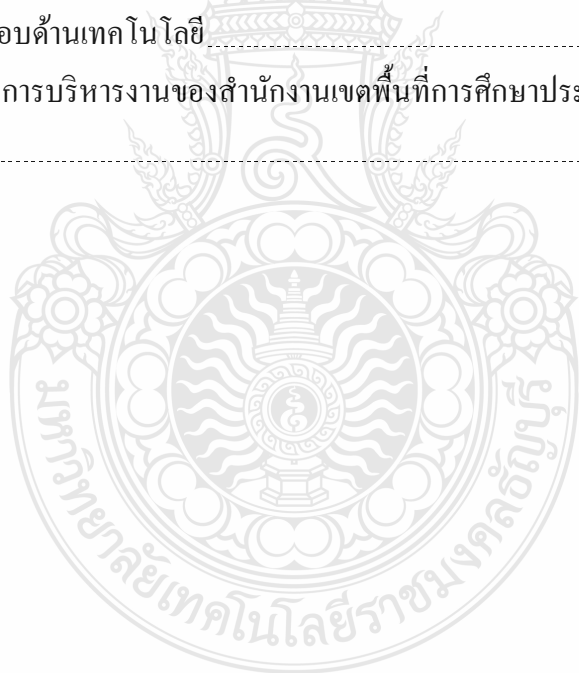 อบด้านเทคโนโลยี
การบริหารงานของสำนักงานเขตพื้นที่การศึกษาประ
มหาวิทยาลัยเทคโนโลยีราชมงคลธัญบุรี